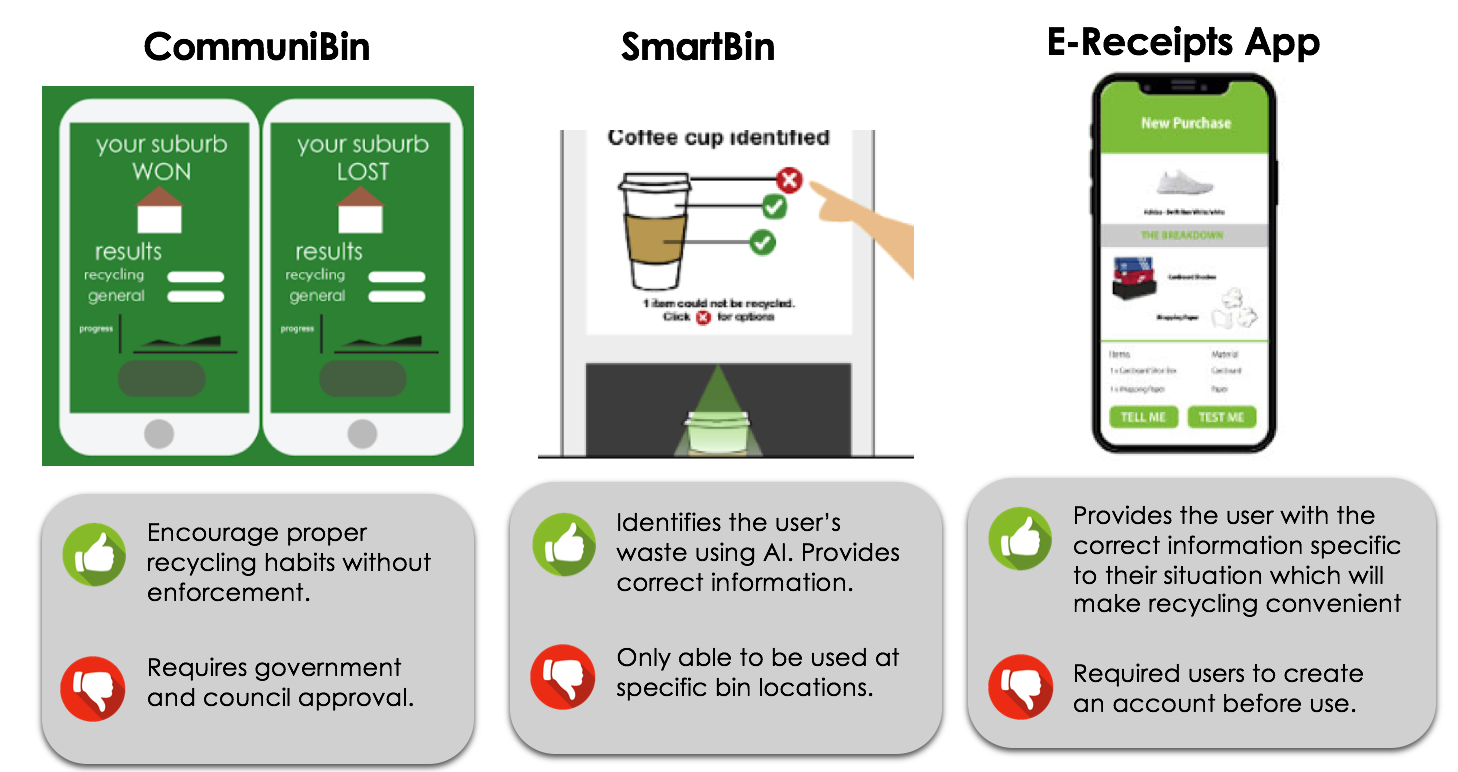 CommuniBin
your suburb
WON
results
recycling
general
progress
your suburb
LOST
results
recycling
general
progress
Encourage proper
recycling habits without
enforcement.
Requires government
and council approval.
SmartBin
Coffee cup identified
1 item could not be recycled.
Click for options
Identifies the user's
waste using AI. Provides
correct information.
Only able to be used at
specific bin locations.
E-Receipts App
New Purchase
THE BREAKDOWN
Cardboard Shoebox
Wrapping Paper
Items Material
1 x Cardboard Shoe Box Cardboard
1 x Wrapping Paper Paper
TELL ME TEST ME
Provides the user with the
correct information specific
to their situation which will
make recycling convenient
Required users to create
an account before use.